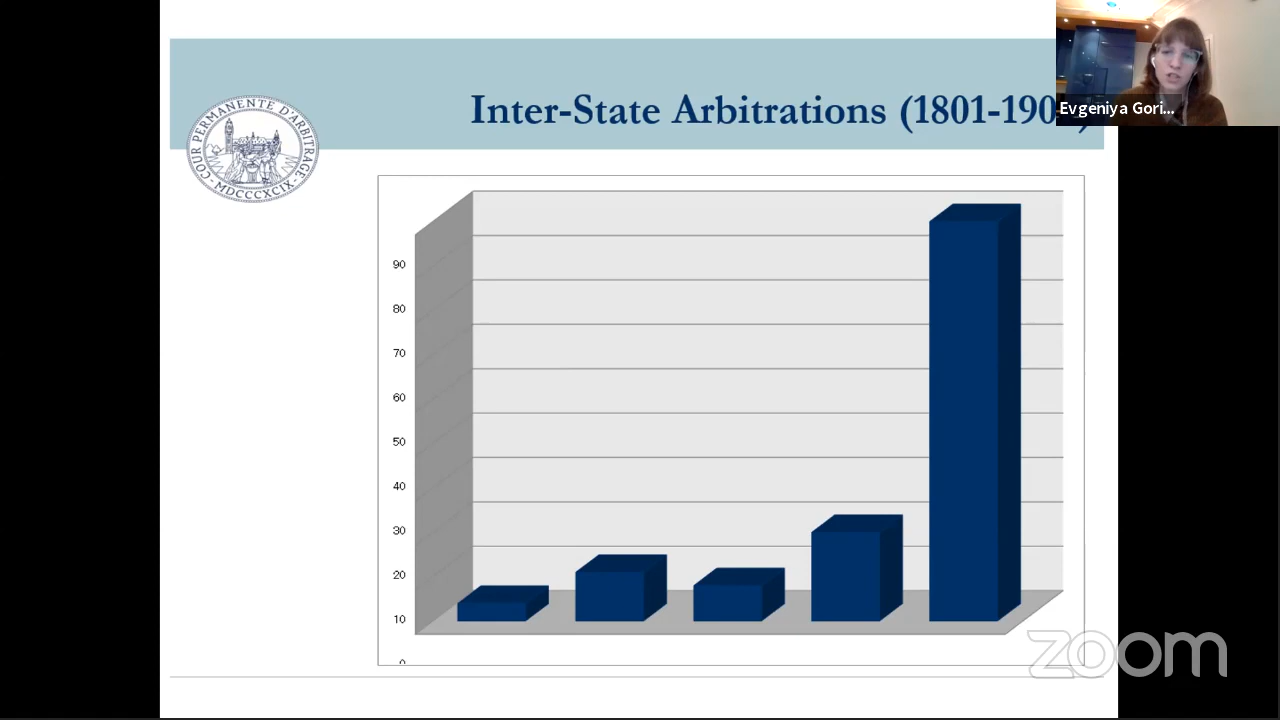 Inter-State Arbitrations (1801-190
Evgeniya Gori...
COUR PERMANENTE D'ARBITRAGE
MDCCCXCIX
90
80
70
60
50
40
30
20
10
zoom